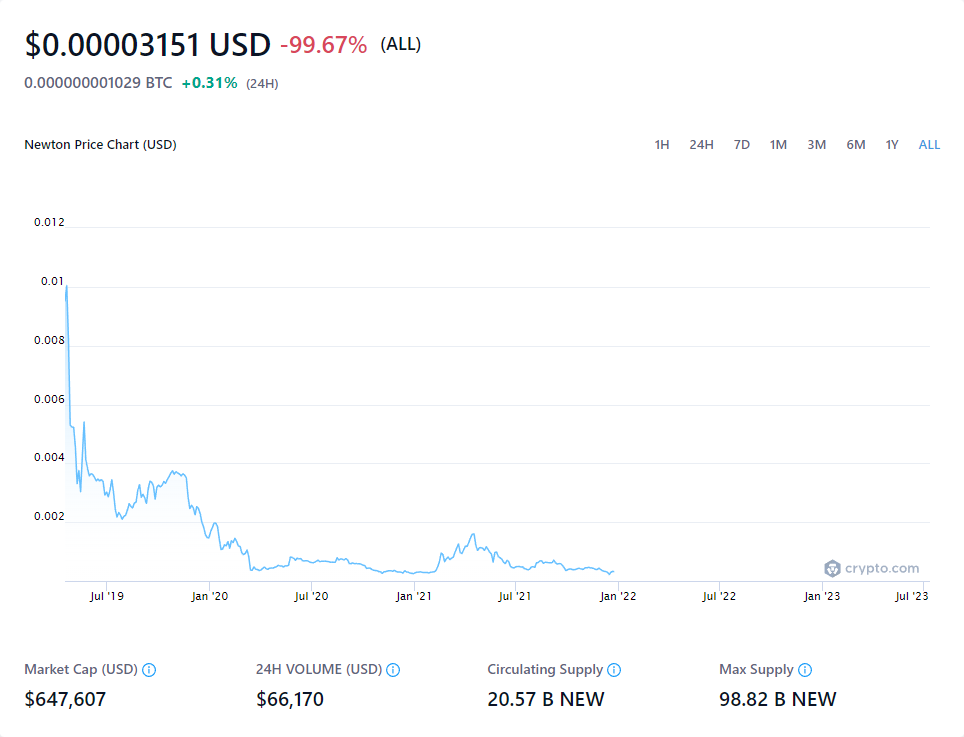 $0.00003151 USD -99.67% (ALL)
0.000000001029 BTC +0.31% (24H)
Newton Price Chart (USD) 1H 24H 7D 1M 3M 6M 1Y ALL
0.012
0.01
0.008
0.006
0.004
0.002
crypto.com
Jul '19 Jan '20 Jul '20 Jan '21 Jul '21 Jan '22 Jul '22 Jan '23 Jul '23
Market Cap (USD) 24H VOLUME (USD) Circulating Supply Max Supply
$647,607 $66,170 20.57 B NEW 98.82 B NEW